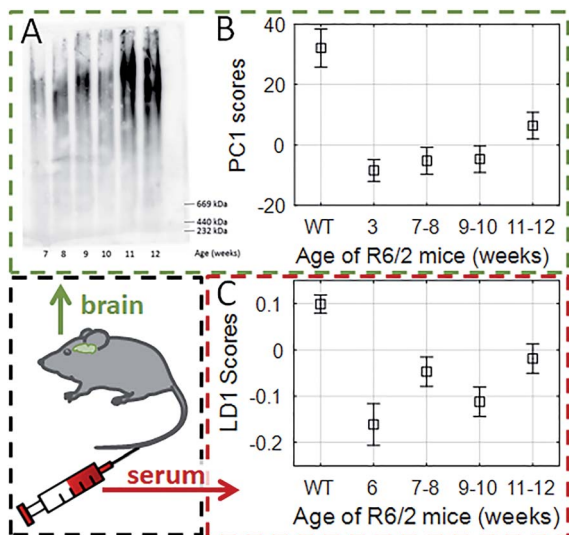 A
669 kDa
440 kDa
232 kDa
7 8 9 10 11 12 Age (weeks)
B
PC1 scores
40
20
0
-20
WT 3 7-8 9-10 11-12
Age of R6/2 mice (weeks)
brain
serum
C
LD1 Scores
0.1
0
-0.1
-0.2
WT 6 7-8 9-10 11-12
Age of R6/2 mice (weeks)